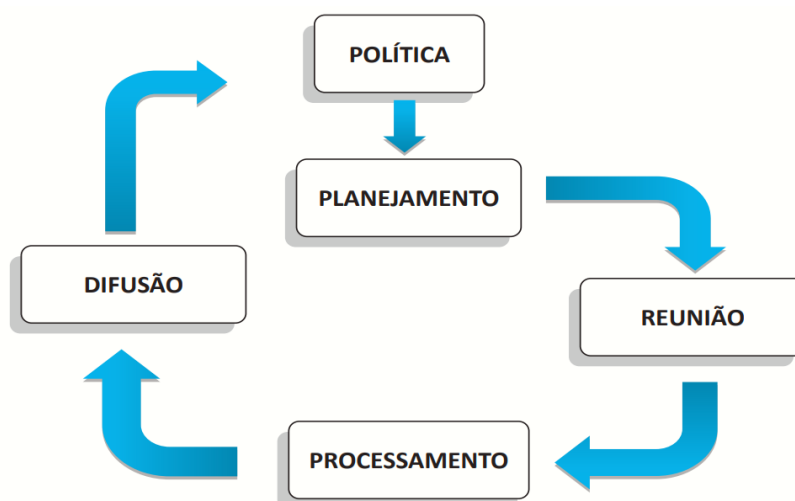 POLÍTICA
PLANEJAMENTO
REUNIÃO
PROCESSAMENTO
DIFUSÃO